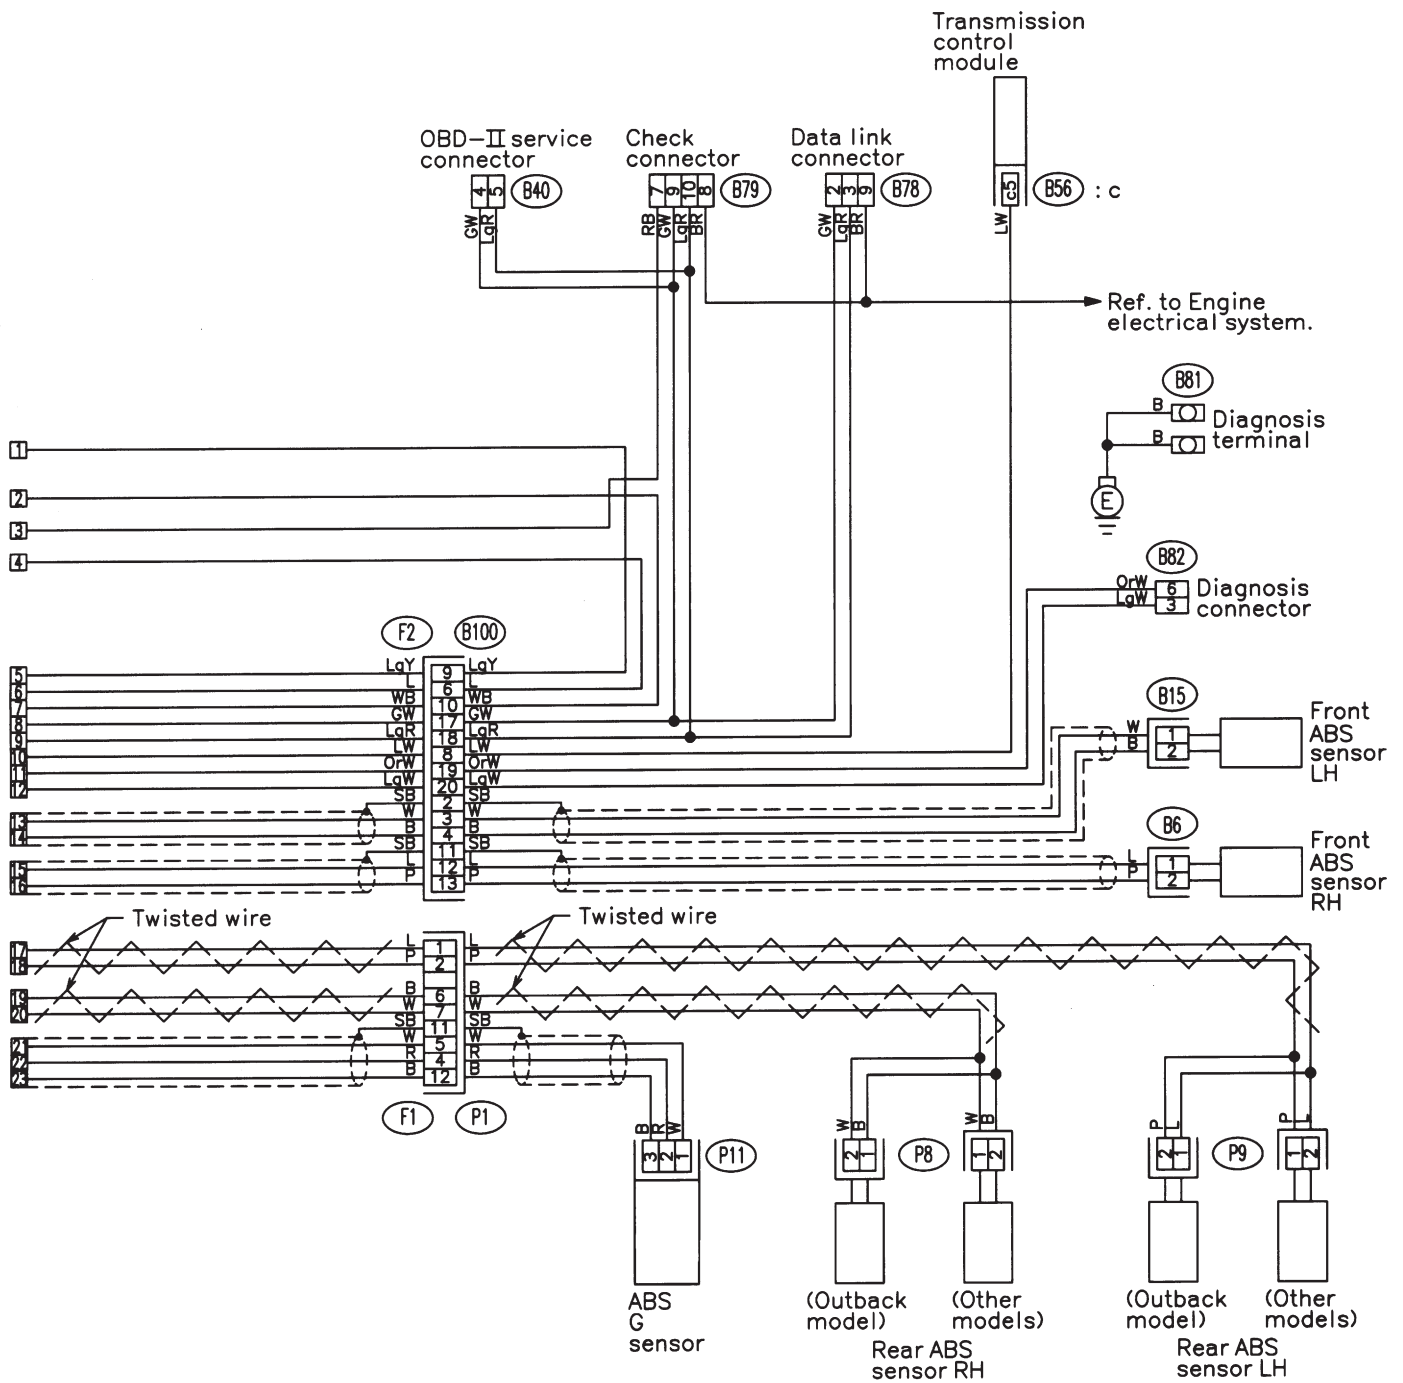 Transmission
control
module
OBD-II service
connector
Check
connector
Data link
connector
4 5 B40
7 9 10 8 B79
2 3 9 B78
c5 B56 : c
GW LgR
RB GW LgR BR
GW LgR BR
LW
Ref. to Engine
electrical system.
B81
B
B
Diagnosis
terminal
E
1
2
3
4
B82
OrW 6
LgW 3
Diagnosis
connector
F2 B100
5 LgY 9 LgY
6 L 6 L
7 WB 10 WB
8 GW 17 GW
9 LgR 18 LgR
10 LW 8 LW
11 OrW 19 OrW
12 LgW 20 LgW
SB 2 SB
13 W 3 W
14 B 4 B
SB 11 SB
15 L 12 L
16 P 13 P
B15
W 1
B 2
Front
ABS
sensor
LH
B6
L 1
P 2
Front
ABS
sensor
RH
Twisted wire
Twisted wire
17 L 1 L
18 P 2 P
19 B 6 B
20 W 7 W
SB 11 SB
21 W 5 W
22 R 4 R
23 B 12 B
F1 P1
B R W
3 2 1 P11
W B
2 1 P8
W B
1 2
P L
2 1 P9
P L
1 2
ABS
G
sensor
(Outback
model)
(Other
models)
Rear ABS
sensor RH
(Outback
model)
(Other
models)
Rear ABS
sensor LH